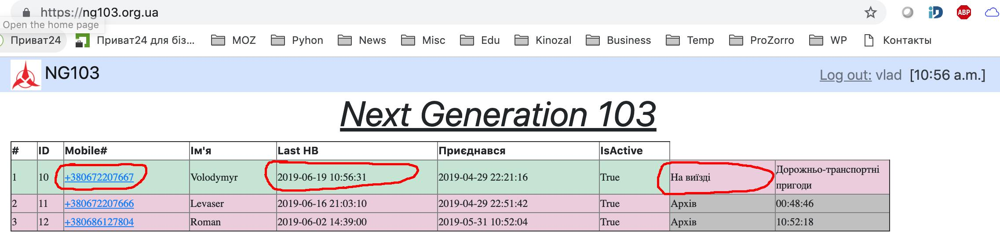 https://ng103.org.ua
Open the home page
Приват24 Приват24 для біз... MOZ Pyhon News Misc Edu Kinozal Business Temp ProZorro WP Контакты
iD ABP
NG103 Log out: vlad [10:56 a.m.]
Next Generation 103
# ID Mobile# Ім'я Last HB Приєднався IsActive
1 10 +380672207667 Volodymyr 2019-06-19 10:56:31 2019-04-29 22:21:16 True На виїзді Дорожньо-транспортні
пригоди
2 11 +380672207666 Levaser 2019-06-16 21:03:10 2019-04-29 22:51:42 True Архів 00:48:46
3 12 +380686127804 Roman 2019-06-02 14:39:00 2019-05-31 10:52:04 True Архів 10:52:18